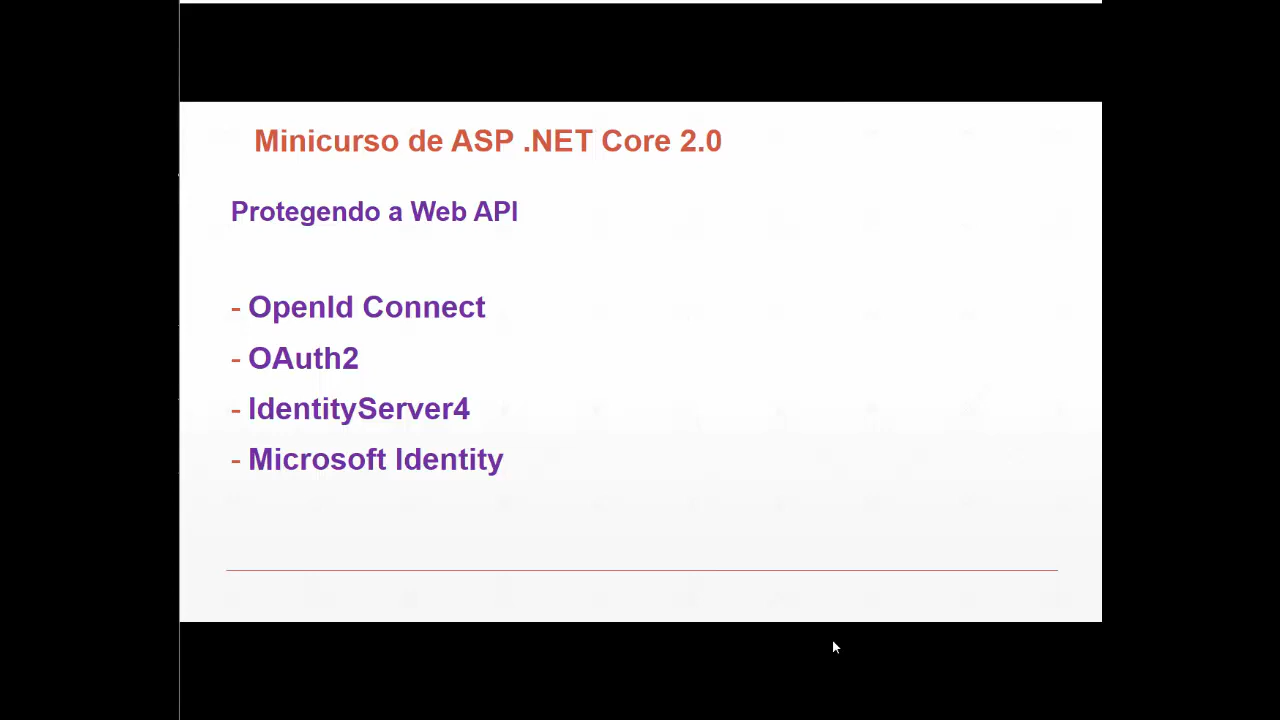 Minicurso de ASP .NET Core 2.0
Protegendo a Web API
- OpenId Connect
- OAuth2
- IdentityServer4
- Microsoft Identity